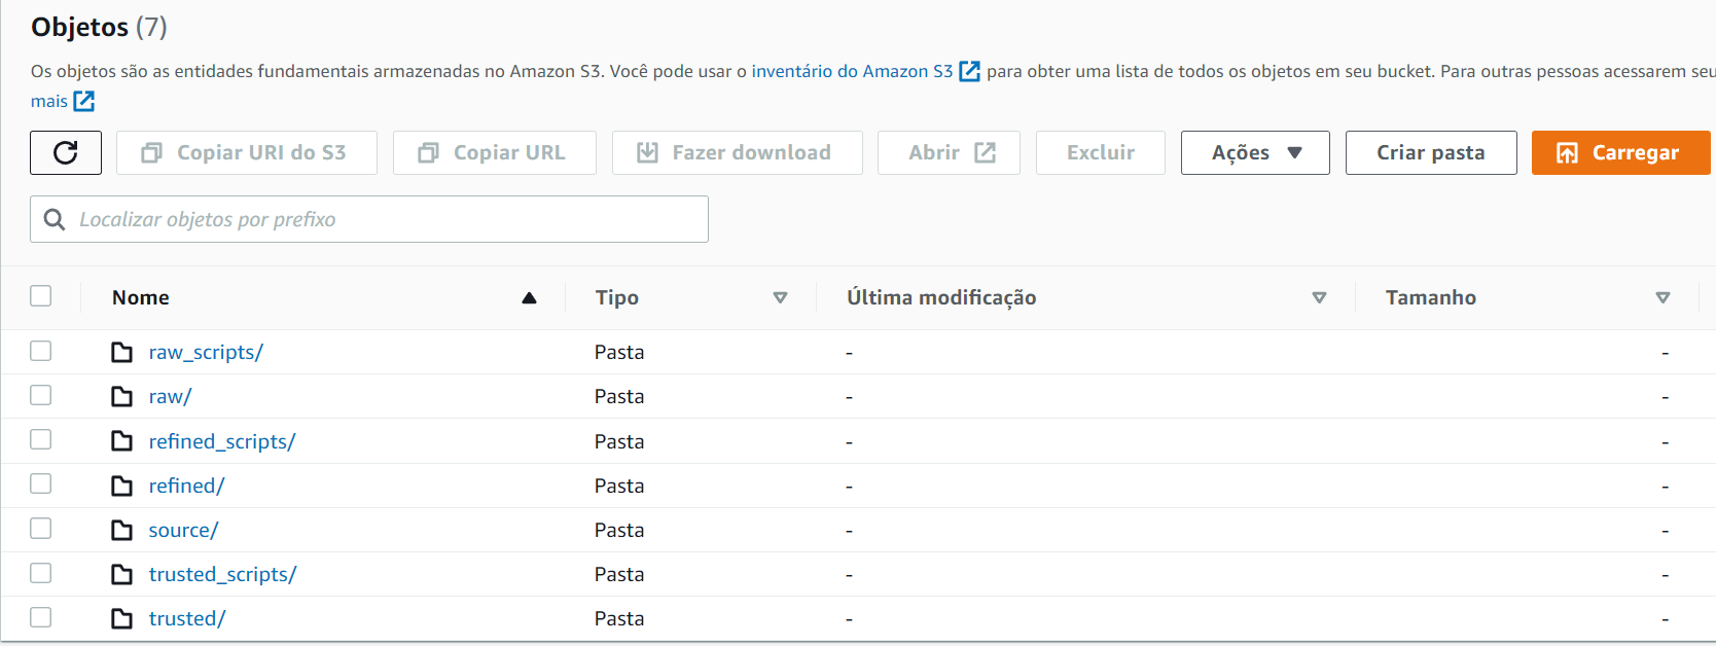 Objetos (7)
Os objetos são as entidades fundamentais armazenadas no Amazon S3. Você pode usar o inventário do Amazon S3 para obter uma lista de todos os objetos em seu bucket. Para outras pessoas acessarem seu
mais
Copiar URI do S3 Copiar URL Fazer download Abrir Excluir Ações Criar pasta Carregar
Localizar objetos por prefixo
Nome Tipo Última modificação Tamanho
raw_scripts/ Pasta - -
raw/ Pasta - -
refined_scripts/ Pasta - -
refined/ Pasta - -
source/ Pasta - -
trusted_scripts/ Pasta - -
trusted/ Pasta - -